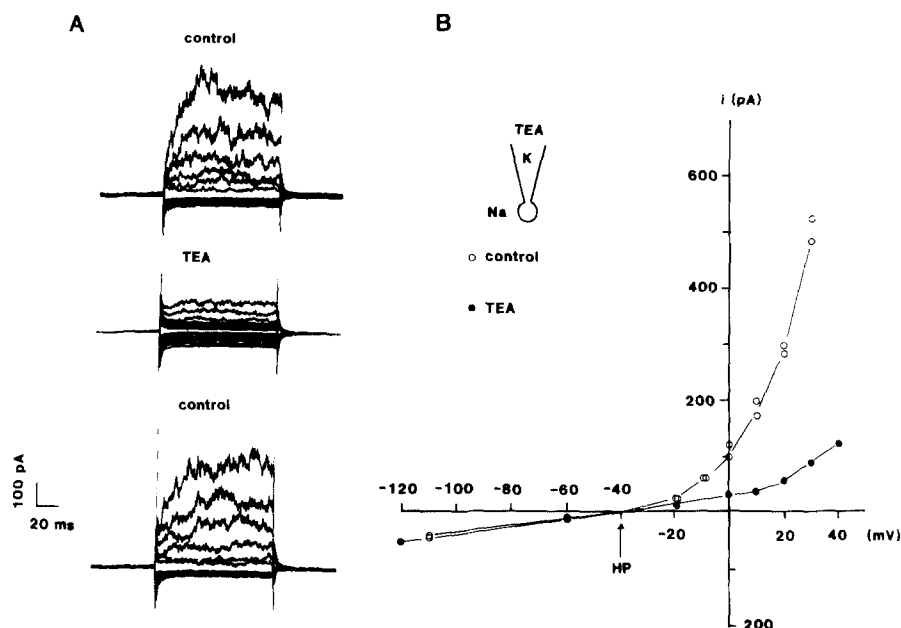 A
control
TEA
control
100 pA
20 ms
B
i (pA)
TEA
K
Na
control
TEA
600
400
200
-120 -100 -80 -60 -40
-20 20 40 (mV)
HP
200